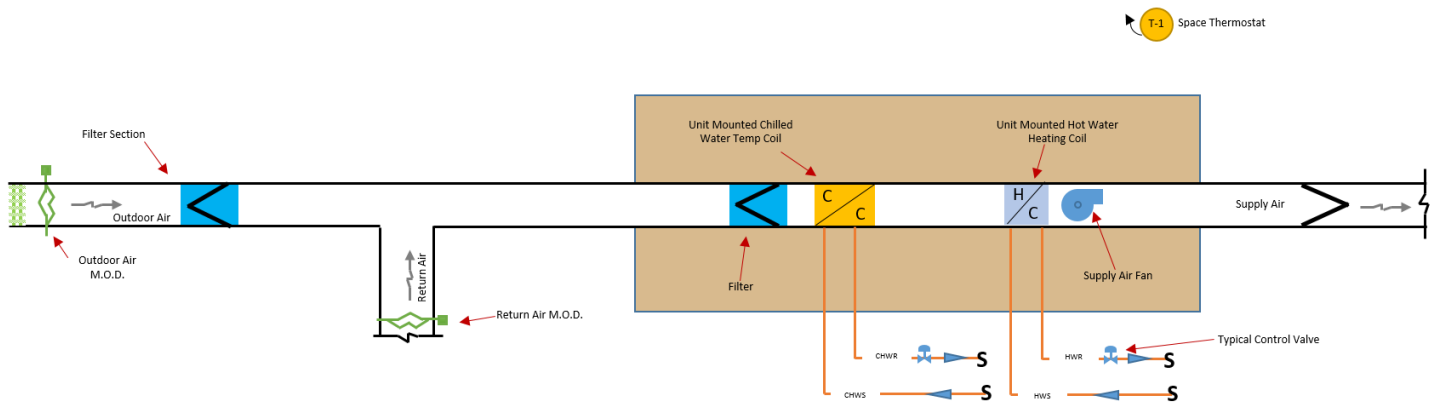 T-1
Space Thermostat
Filter Section
Unit Mounted Chilled
Water Temp Coil
Unit Mounted Hot Water
Heating Coil
C
C
H
C
Outdoor Air
Supply Air
Outdoor Air
M.O.D.
Return Air
Filter
Supply Air Fan
Return Air M.O.D.
Typical Control Valve
CHWR
S
HWR
S
CHWS
S
HWS
S